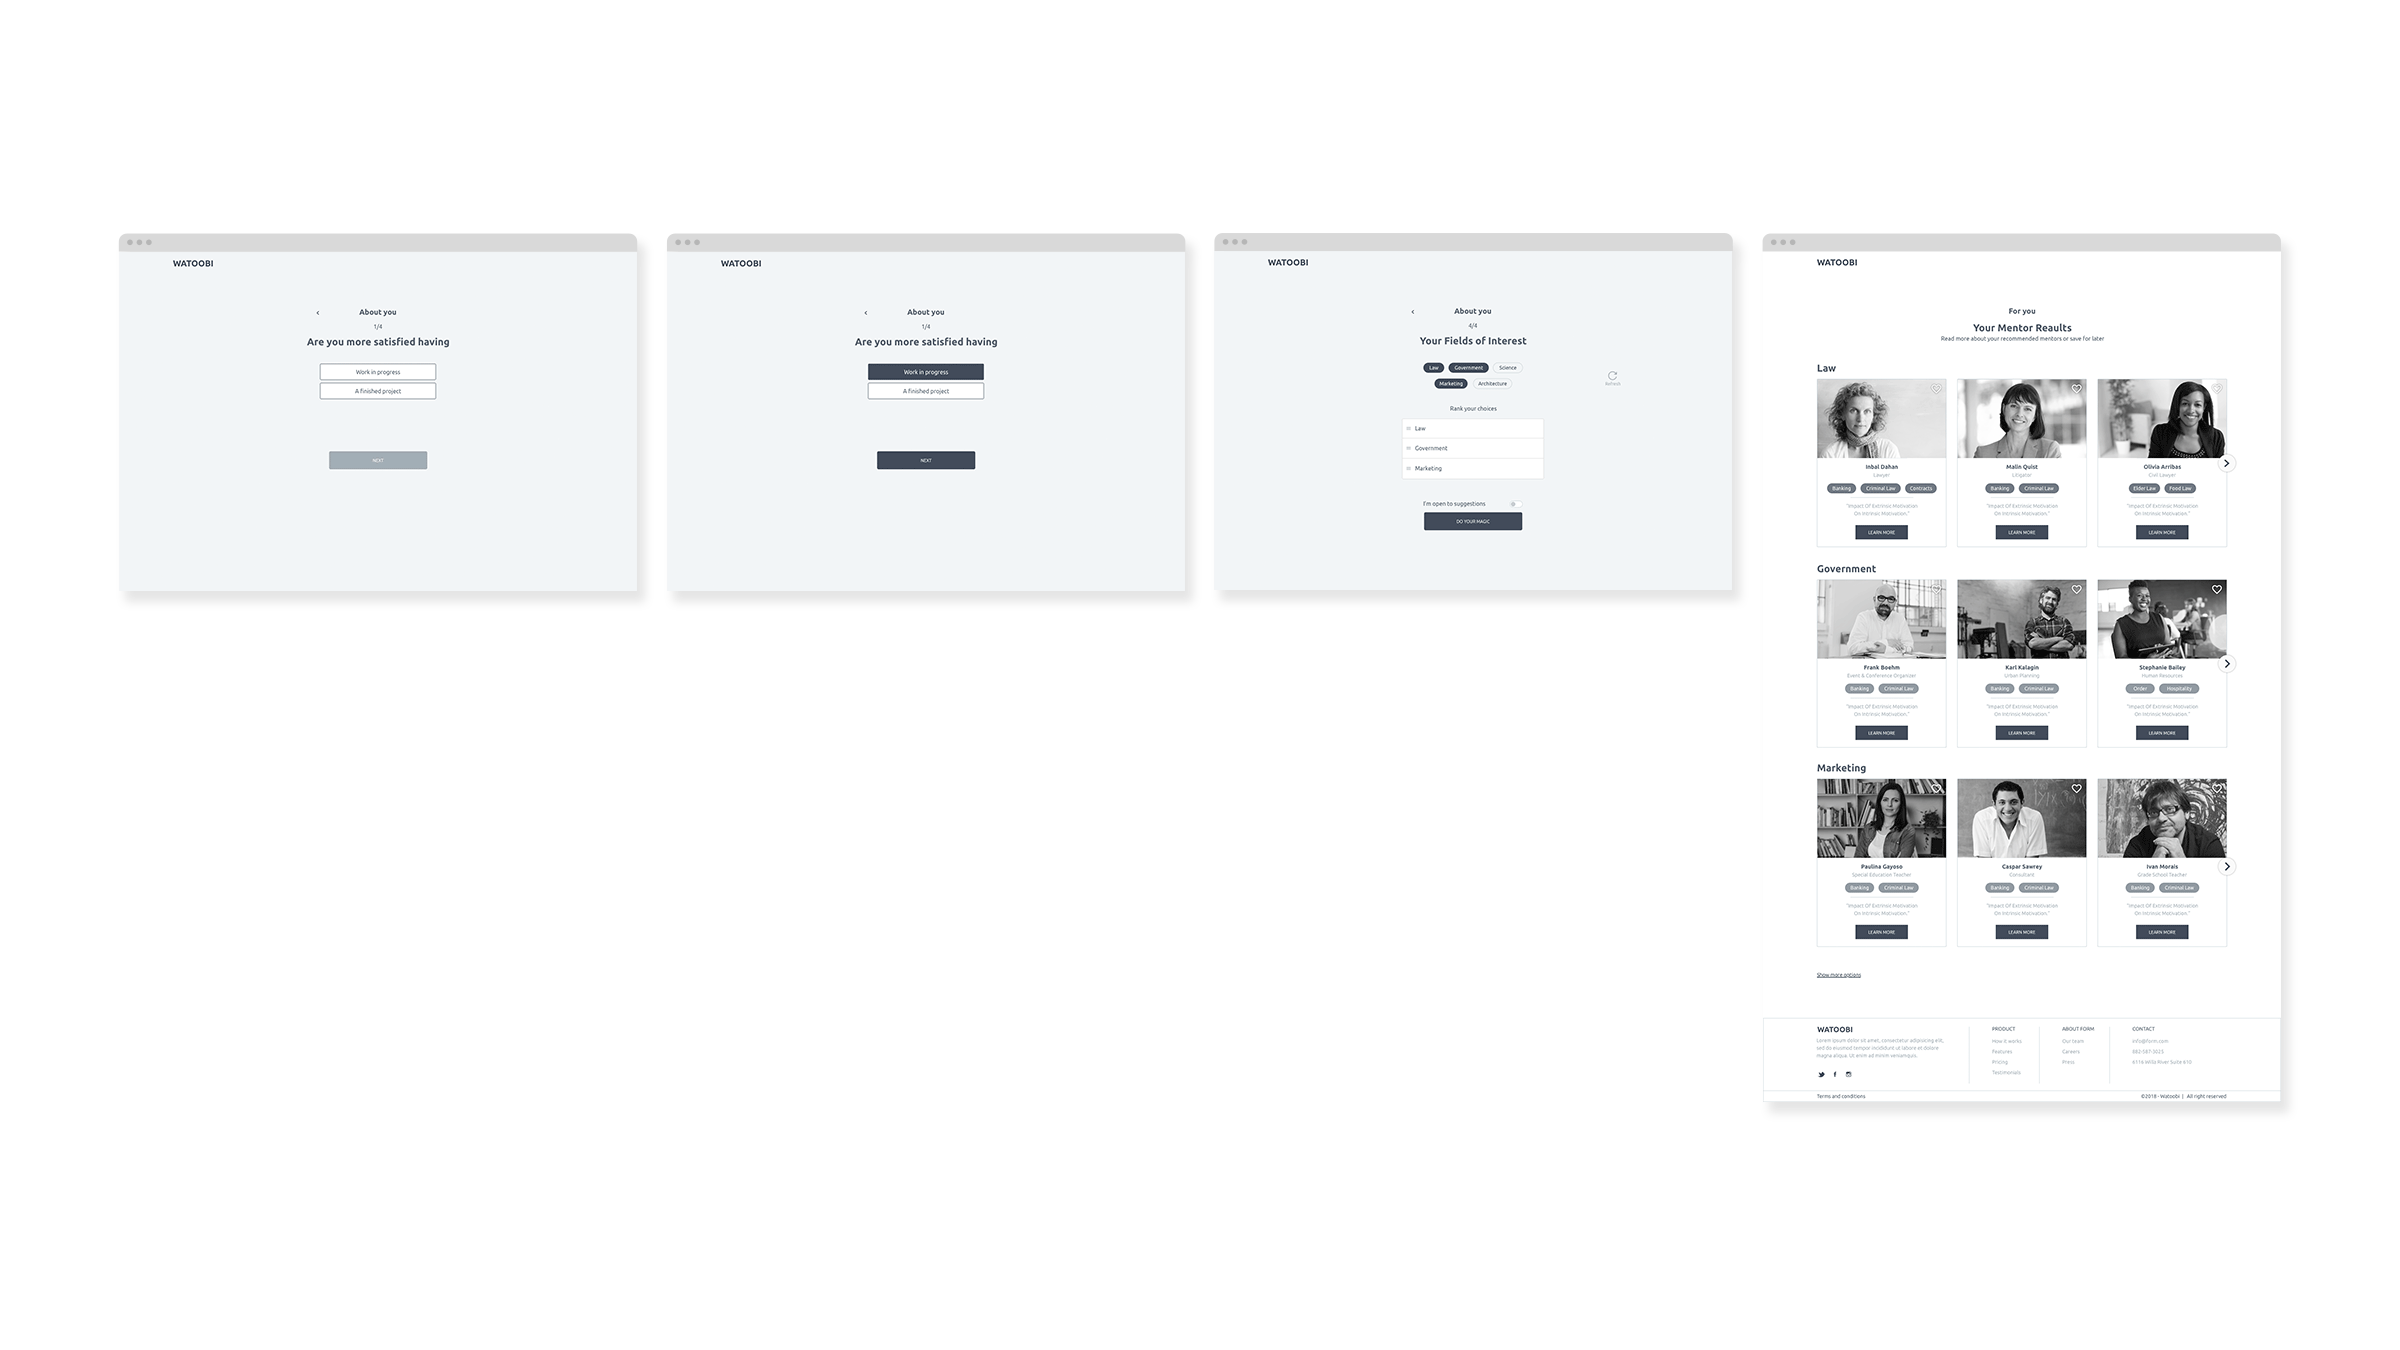 WATOOBI
‹ About you
1/4
Are you more satisfied having
Work in progress
A finished project
NEXT
WATOOBI
‹ About you
1/4
Are you more satisfied having
Work in progress
A finished project
NEXT
WATOOBI
‹ About you
4/4
Your Fields of Interest
Law Government Science
Marketing Architecture
Refresh
Rank your choices
Law
Government
Marketing
I'm open to suggestions
DO YOUR MAGIC
WATOOBI
For you
Your Mentor Reaults
Read more about your recommended mentors or save for later
Law
Inbal Dahan
Lawyer
Banking Criminal Law Contracts
"Impact Of Extrinsic Motivation
On Intrinsic Motivation."
LEARN MORE
Malin Quist
Litigator
Banking Criminal Law
"Impact Of Extrinsic Motivation
On Intrinsic Motivation."
LEARN MORE
Olivia Arribas
Civil Lawyer
Elder Law Food Law
"Impact Of Extrinsic Motivation
On Intrinsic Motivation."
LEARN MORE
Government
Frank Boehm
Event & Conference Organizer
Banking Criminal Law
"Impact Of Extrinsic Motivation
On Intrinsic Motivation."
LEARN MORE
Karl Kalagin
Urban Planning
Banking Criminal Law
"Impact Of Extrinsic Motivation
On Intrinsic Motivation."
LEARN MORE
Stephanie Bailey
Human Resources
Order Hospitality
"Impact Of Extrinsic Motivation
On Intrinsic Motivation."
LEARN MORE
Marketing
Paulina Gayoso
Special Education Teacher
Banking Criminal Law
"Impact Of Extrinsic Motivation
On Intrinsic Motivation."
LEARN MORE
Caspar Sawrey
Consultant
Banking Criminal Law
"Impact Of Extrinsic Motivation
On Intrinsic Motivation."
LEARN MORE
Ivan Morais
Grade School Teacher
Banking Criminal Law
"Impact Of Extrinsic Motivation
On Intrinsic Motivation."
LEARN MORE
Show more options
WATOOBI
Lorem ipsum dolor sit amet, consectetur adipiscing elit,
sed do eiusmod tempor incididunt ut labore et dolore
magna aliqua. Ut enim ad minim veniamquis.
PRODUCT
How it works
Features
Pricing
Testimonials
ABOUT FORM
Our team
Careers
Press
CONTACT
info@form.com
682-587-3025
6116 Willa River Suite 610
Terms and conditions
©2018 - Watoobi | All right reserved